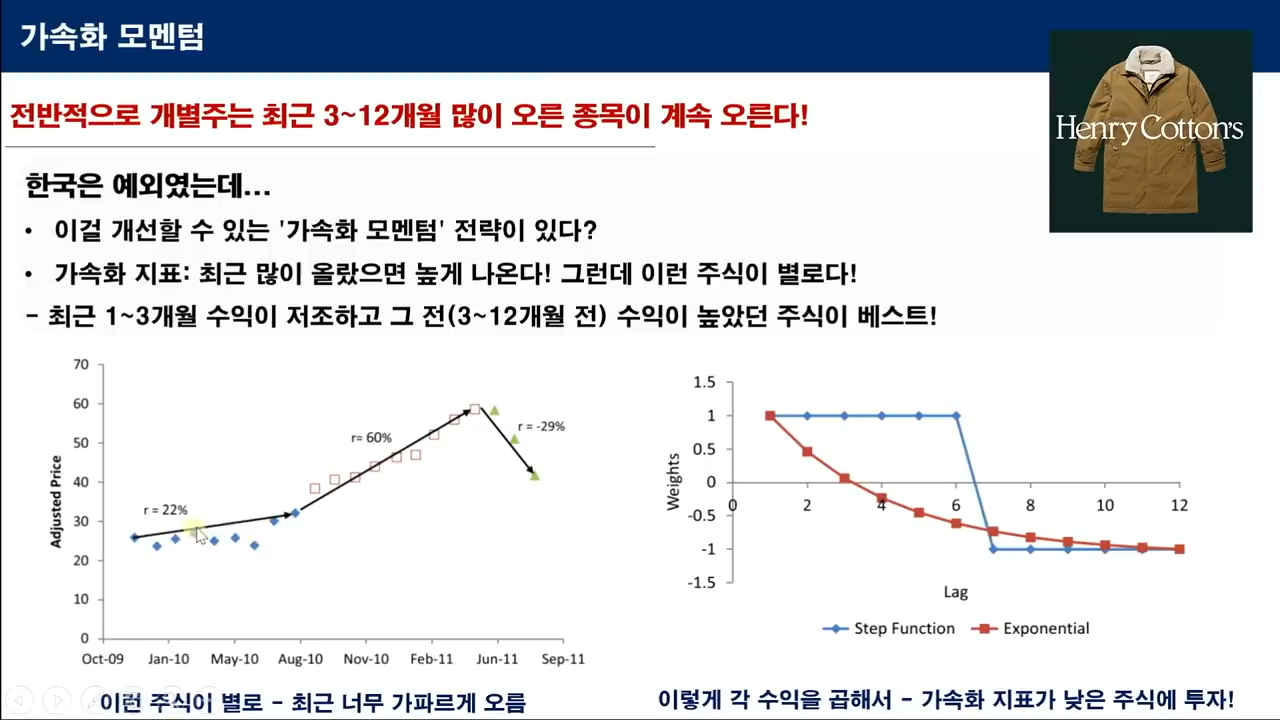 가속화 모멘텀
Henry Cotton's
전반적으로 개별주는 최근 3~12개월 많이 오른 종목이 계속 오른다!
한국은 예외였는데...
• 이걸 개선할 수 있는 '가속화 모멘텀' 전략이 있다?
• 가속화 지표: 최근 많이 올랐으면 높게 나온다! 그런데 이런 주식이 별로다!
- 최근 1~3개월 수익이 저조하고 그 전(3~12개월 전) 수익이 높았던 주식이 베스트!
70
60
50
40
30
20
10
0
Adjusted Price
r = 22%
r= 60%
r = -29%
Oct-09 Jan-10 May-10 Aug-10 Nov-10 Feb-11 Jun-11 Sep-11
이런 주식이 별로 - 최근 너무 가파르게 오름
1.5
1
0.5
0
-0.5
-1
-1.5
Weights
0 2 4 6 8 10 12
Lag
Step Function Exponential
이렇게 각 수익을 곱해서 - 가속화 지표가 낮은 주식에 투자!